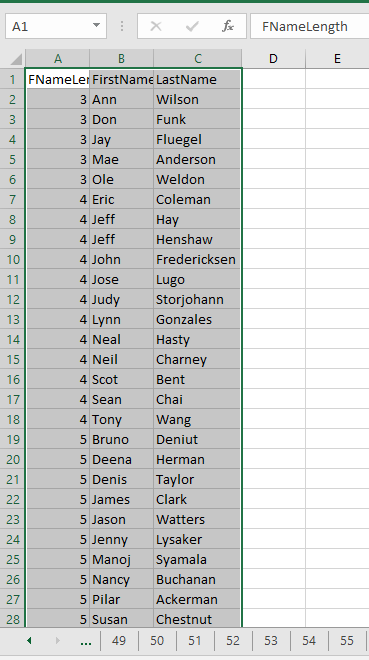 A1 fx FNameLength
A B C D E
1 FNameLen FirstName LastName
2 3 Ann Wilson
3 3 Don Funk
4 3 Jay Fluegel
5 3 Mae Anderson
6 3 Ole Weldon
7 4 Eric Coleman
8 4 Jeff Hay
9 4 Jeff Henshaw
10 4 John Fredericksen
11 4 Jose Lugo
12 4 Judy Storjohann
13 4 Lynn Gonzales
14 4 Neal Hasty
15 4 Neil Charney
16 4 Scot Bent
17 4 Sean Chai
18 4 Tony Wang
19 5 Bruno Deniut
20 5 Deena Herman
21 5 Denis Taylor
22 5 James Clark
23 5 Jason Watters
24 5 Jenny Lysaker
25 5 Manoj Syamala
26 5 Nancy Buchanan
27 5 Pilar Ackerman
28 5 Susan Chestnut
... 49 50 51 52 53 54 55